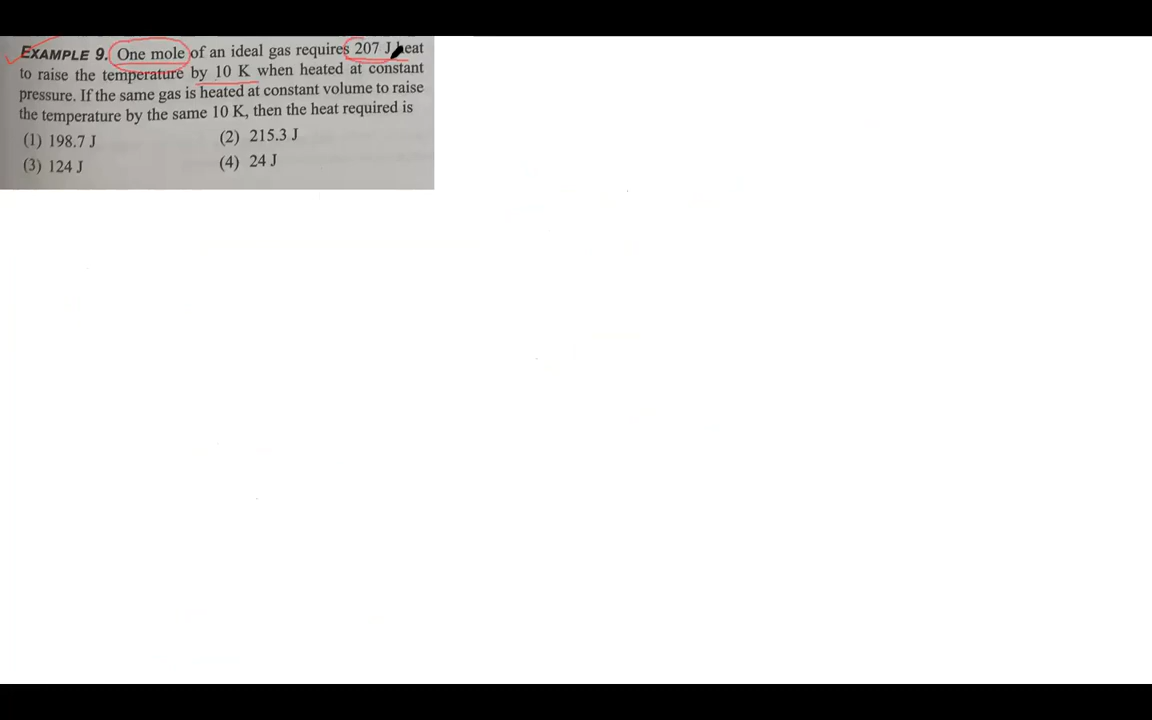 EXAMPLE 9. One mole of an ideal gas requires 207 J heat
to raise the temperature by 10 K when heated at constant
pressure. If the same gas is heated at constant volume to raise
the temperature by the same 10 K, then the heat required is
(1) 198.7 J (2) 215.3 J
(3) 124 J (4) 24 J